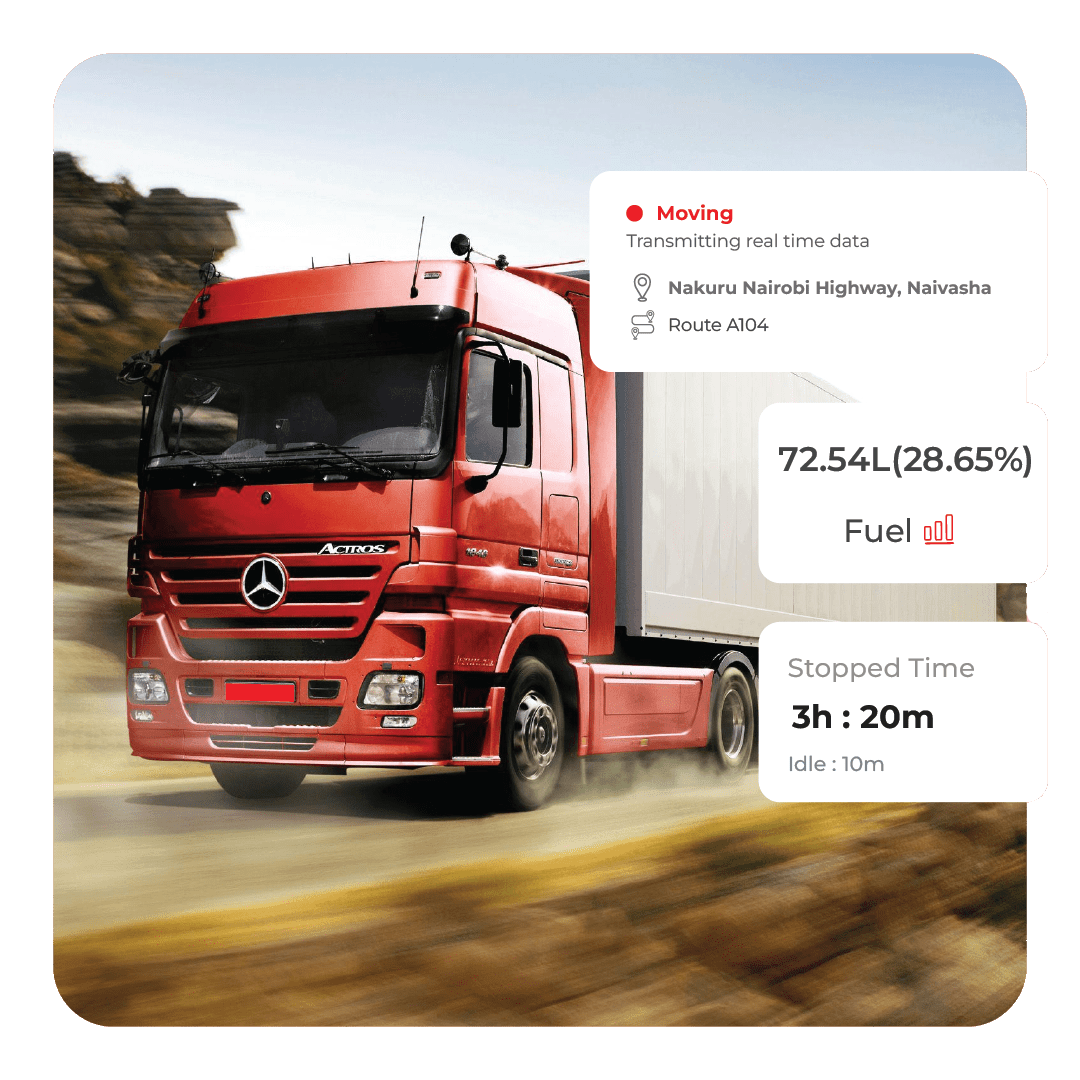 Moving
Transmitting real time data
Nakuru Nairobi Highway, Naivasha
Route A104
72.54L(28.65%)
Fuel
Stopped Time
3h : 20m
Idle : 10m
ACTROS
1846